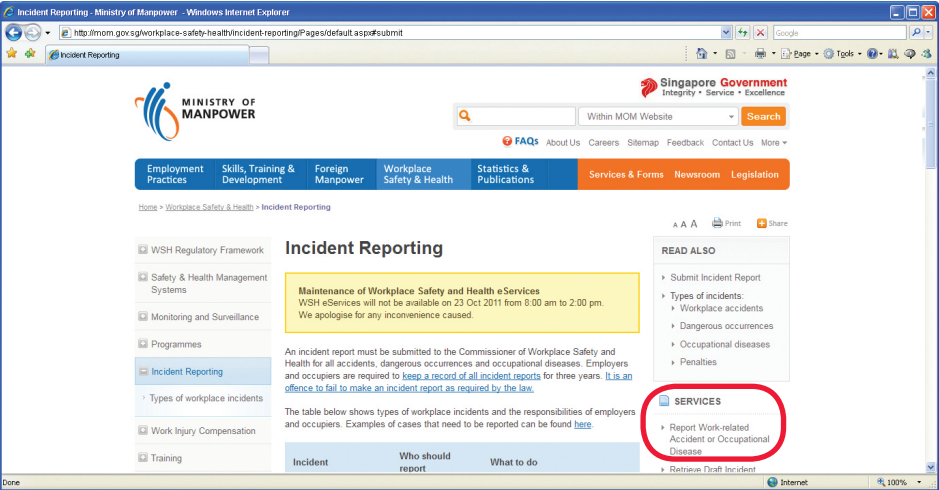 Incident Reporting - Ministry of Manpower - Windows Internet Explorer
http://mom.gov.sg/workplace-safety-health/incident-reporting/Pages/default.aspx#submit
Google
Incident Reporting
Page
Tools
MINISTRY OF
MANPOWER
Singapore Government
Integrity • Service • Excellence
Within MOM Website
Search
FAQs About Us Careers Sitemap Feedback Contact Us More
Employment
Practices
Skills, Training &
Development
Foreign
Manpower
Workplace
Safety & Health
Statistics &
Publications
Services & Forms Newsroom Legislation
Home > Workplace Safety & Health > Incident Reporting
A A A Print Share
WSH Regulatory Framework
Safety & Health Management
Systems
Monitoring and Surveillance
Programmes
Incident Reporting
Types of workplace incidents
Work Injury Compensation
Training
Incident Reporting
Maintenance of Workplace Safety and Health eServices
WSH eServices will not be available on 23 Oct 2011 from 8:00 am to 2:00 pm.
We apologise for any inconvenience caused.
An incident report must be submitted to the Commissioner of Workplace Safety and
Health for all accidents, dangerous occurrences and occupational diseases. Employers
and occupiers are required to keep a record of all incident reports for three years. It is an
offence to fail to make an incident report as required by the law.
The table below shows types of workplace incidents and the responsibilities of employers
and occupiers. Examples of cases that need to be reported can be found here.
Incident
Who should
report
What to do
READ ALSO
Submit Incident Report
Types of incidents:
Workplace accidents
Dangerous occurrences
Occupational diseases
Penalties
SERVICES
Report Work-related
Accident or Occupational
Disease
Retrieve Draft Incident
Done
Internet
100%